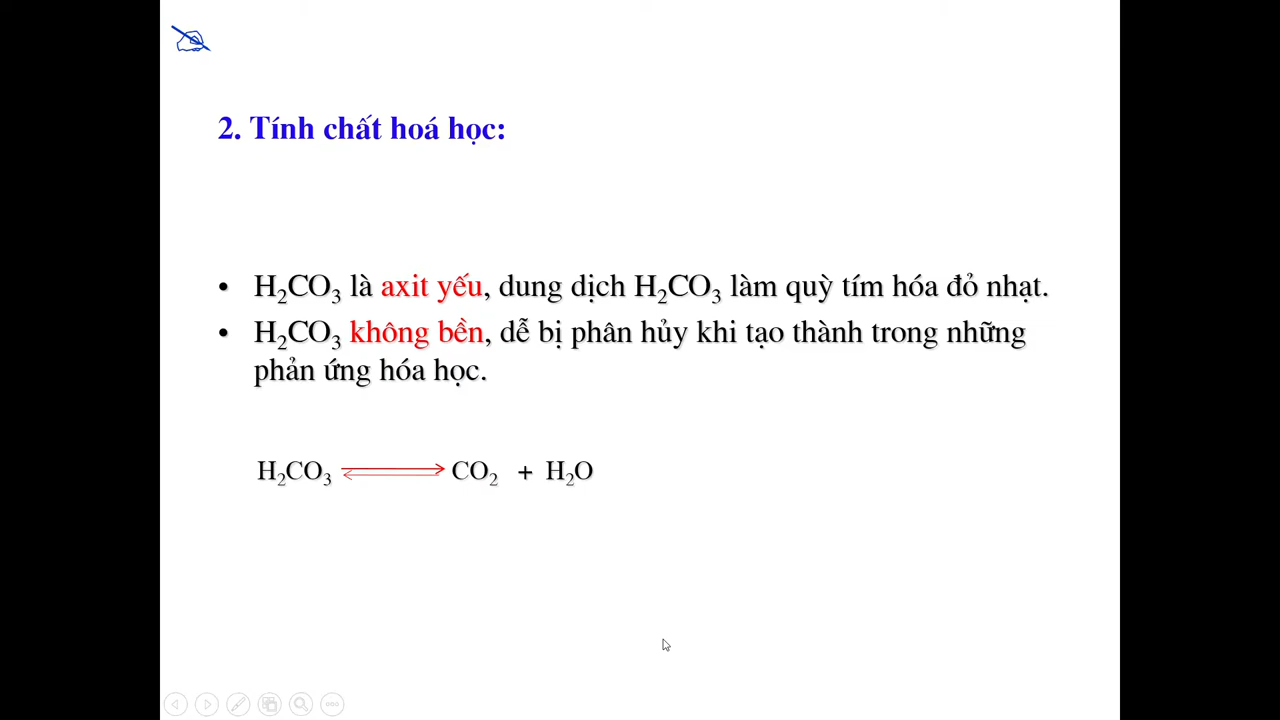 2. Tính chất hoá học:
• H₂CO₃ là axit yếu, dung dịch H₂CO₃ làm quỳ tím hóa đỏ nhạt.
• H₂CO₃ không bền, dễ bị phân hủy khi tạo thành trong những
phản ứng hóa học.
H₂CO₃ ⇌ CO₂ + H₂O